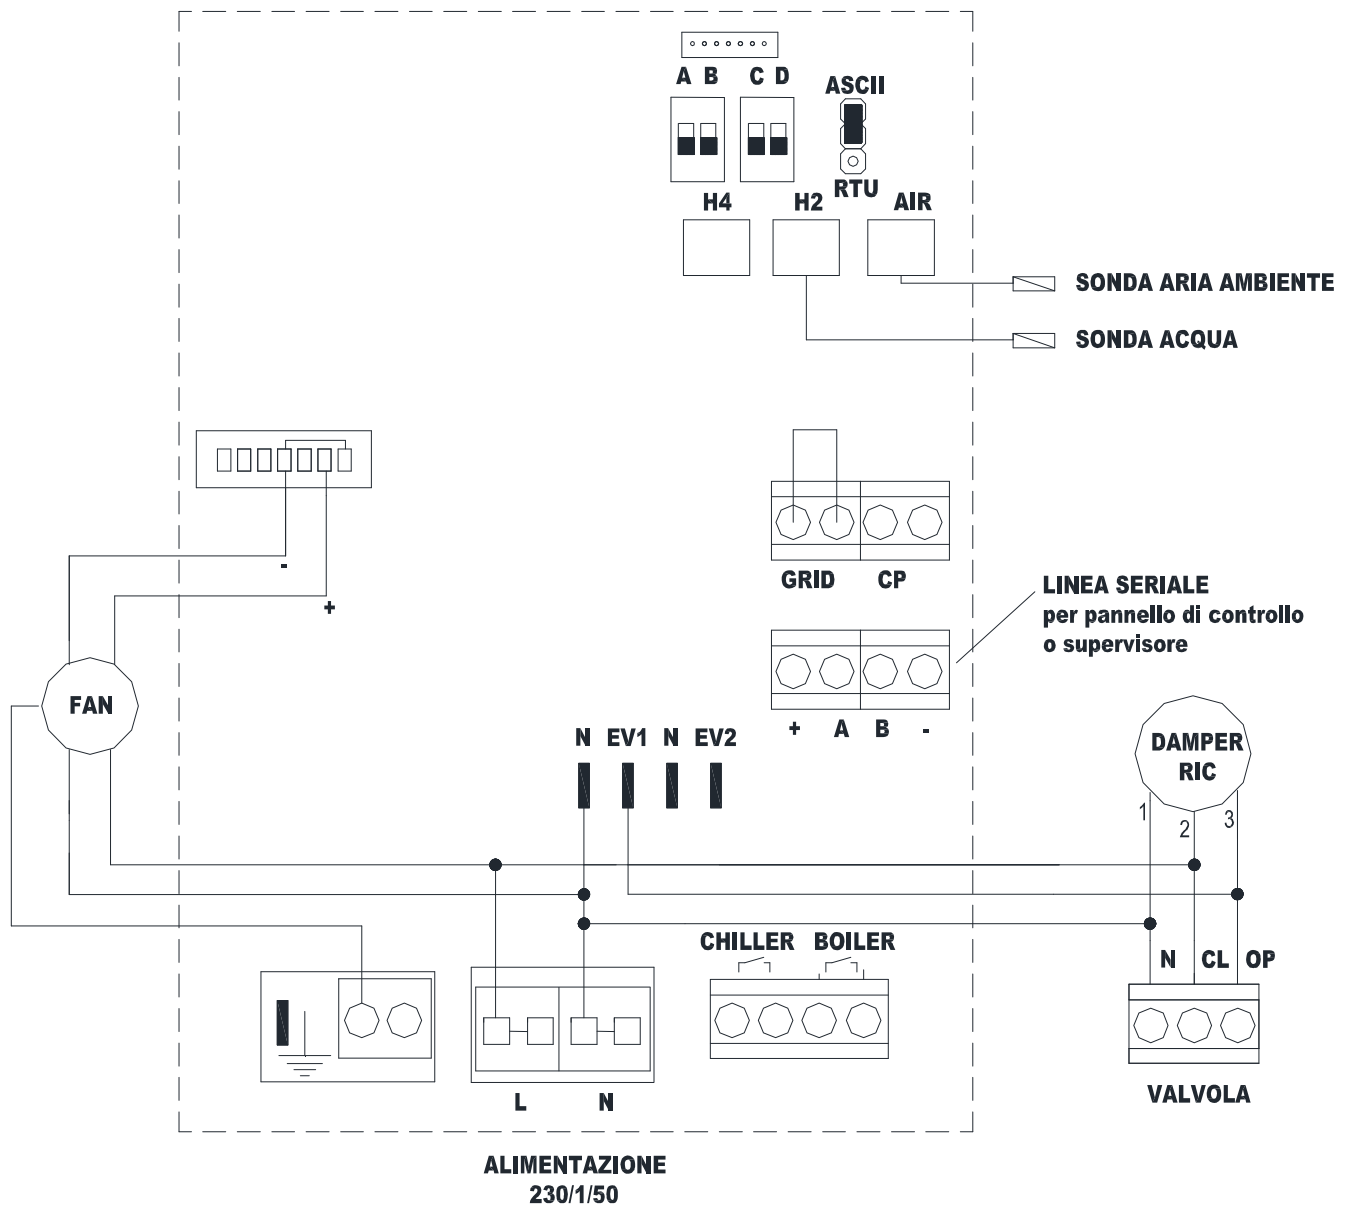 A B C D
ASCII
RTU
H4 H2 AIR
SONDA ARIA AMBIENTE
SONDA ACQUA
-
+
GRID CP
LINEA SERIALE
per pannello di controllo
o supervisore
FAN
+ A B -
N EV1 N EV2
DAMPER
RIC
1 2 3
CHILLER BOILER
N CL OP
L N
VALVOLA
ALIMENTAZIONE
230/1/50